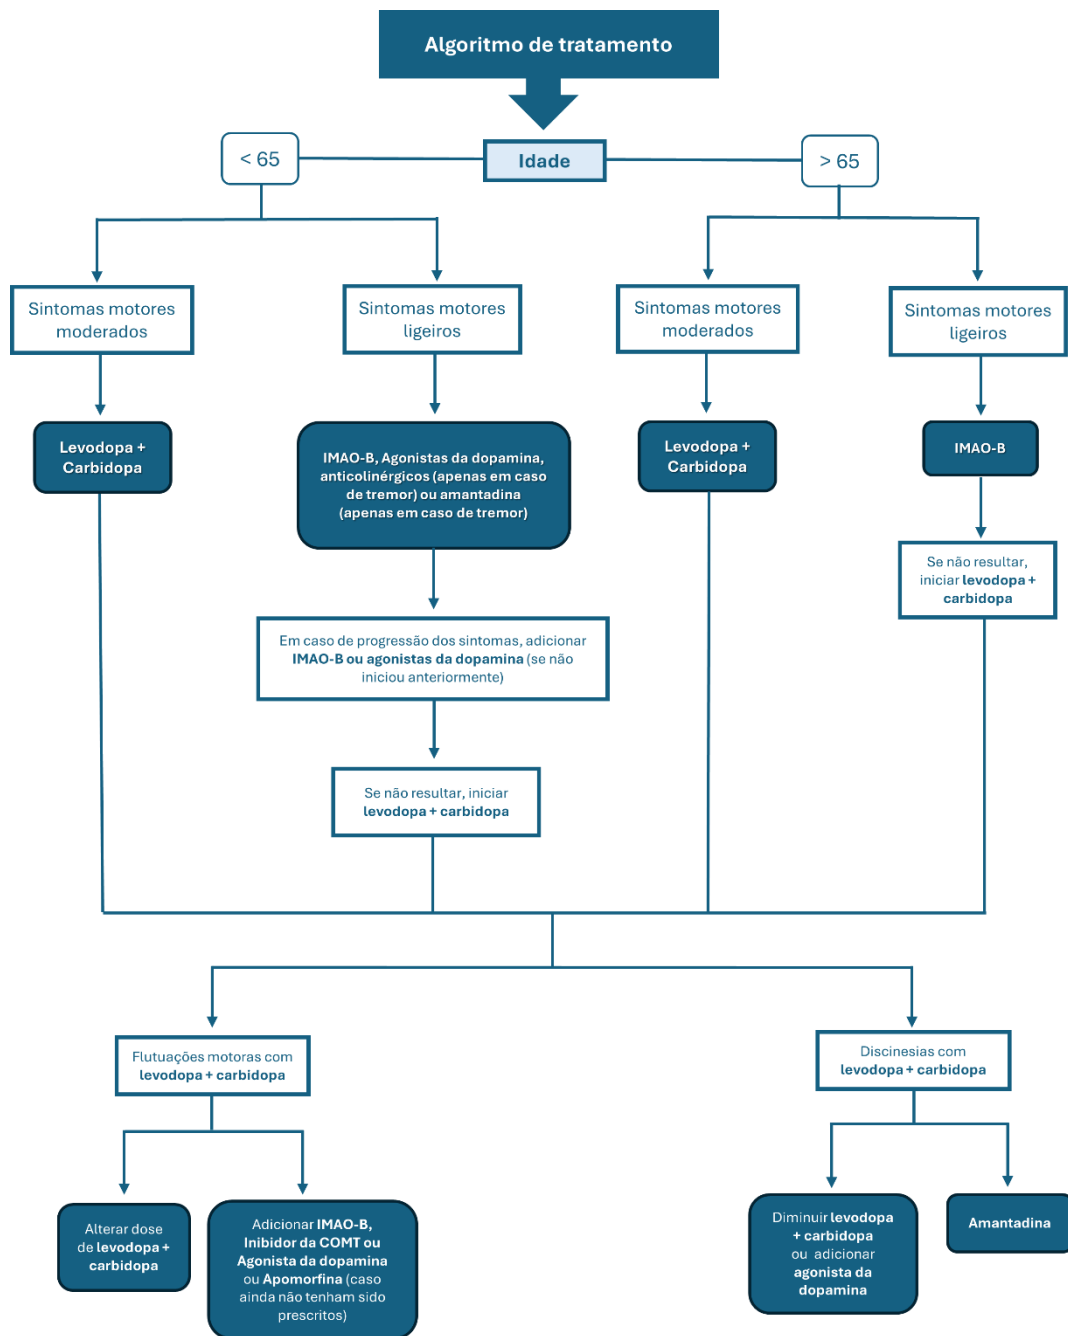 Algoritmo de tratamento
< 65
Idade
> 65
Sintomas motores
moderados
Sintomas motores
ligeiros
Sintomas motores
moderados
Sintomas motores
ligeiros
Levodopa +
Carbidopa
IMAO-B, Agonistas da dopamina,
anticolinérgicos (apenas em caso
de tremor) ou amantadina
(apenas em caso de tremor)
Levodopa +
Carbidopa
IMAO-B
Se não resultar,
iniciar levodopa +
carbidopa
Em caso de progressão dos sintomas, adicionar
IMAO-B ou agonistas da dopamina (se não
iniciou anteriormente)
Se não resultar, iniciar
levodopa + carbidopa
Flutuações motoras com
levodopa + carbidopa
Discinesias com
levodopa + carbidopa
Alterar dose
de levodopa +
carbidopa
Adicionar IMAO-B,
Inibidor da COMT ou
Agonista da dopamina
ou Apomorfina (caso
ainda não tenham sido
prescritos)
Diminuir levodopa
+ carbidopa
ou adicionar
agonista da
dopamina
Amantadina